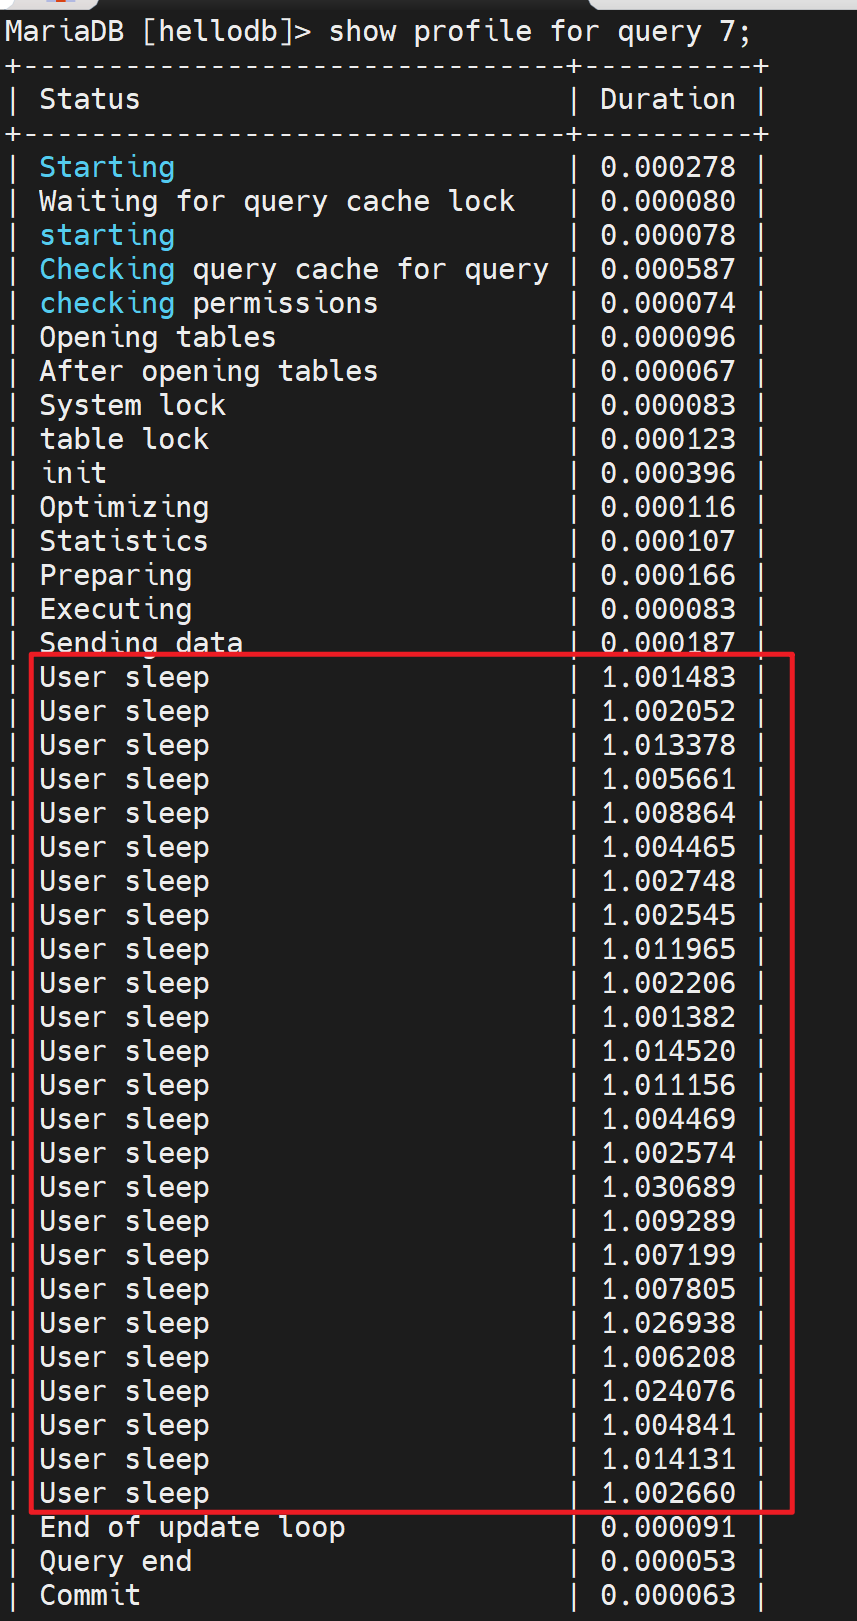 MariaDB [hellodb]> show profile for query 7;
+--------------------------------+----------+
| Status                         | Duration |
+--------------------------------+----------+
| Starting                       | 0.000278 |
| Waiting for query cache lock   | 0.000080 |
| starting                       | 0.000078 |
| Checking query cache for query | 0.000587 |
| checking permissions           | 0.000074 |
| Opening tables                 | 0.000096 |
| After opening tables           | 0.000067 |
| System lock                    | 0.000083 |
| table lock                     | 0.000123 |
| init                           | 0.000396 |
| Optimizing                     | 0.000116 |
| Statistics                     | 0.000107 |
| Preparing                      | 0.000166 |
| Executing                      | 0.000083 |
| Sending data                   | 0.000187 |
| User sleep                     | 1.001483 |
| User sleep                     | 1.002052 |
| User sleep                     | 1.013378 |
| User sleep                     | 1.005661 |
| User sleep                     | 1.008864 |
| User sleep                     | 1.004465 |
| User sleep                     | 1.002748 |
| User sleep                     | 1.002545 |
| User sleep                     | 1.011965 |
| User sleep                     | 1.002206 |
| User sleep                     | 1.001382 |
| User sleep                     | 1.014520 |
| User sleep                     | 1.011156 |
| User sleep                     | 1.004469 |
| User sleep                     | 1.002574 |
| User sleep                     | 1.030689 |
| User sleep                     | 1.009289 |
| User sleep                     | 1.007199 |
| User sleep                     | 1.007805 |
| User sleep                     | 1.026938 |
| User sleep                     | 1.006208 |
| User sleep                     | 1.024076 |
| User sleep                     | 1.004841 |
| User sleep                     | 1.014131 |
| User sleep                     | 1.002660 |
| End of update loop             | 0.000091 |
| Query end                      | 0.000053 |
| Commit                         | 0.000063 |